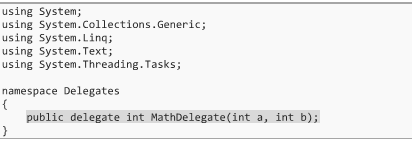 using System;
using System.Collections.Generic;
using System.Linq;
using System.Text;
using System.Threading.Tasks;

namespace Delegates
{
    public delegate int MathDelegate(int a, int b);
}